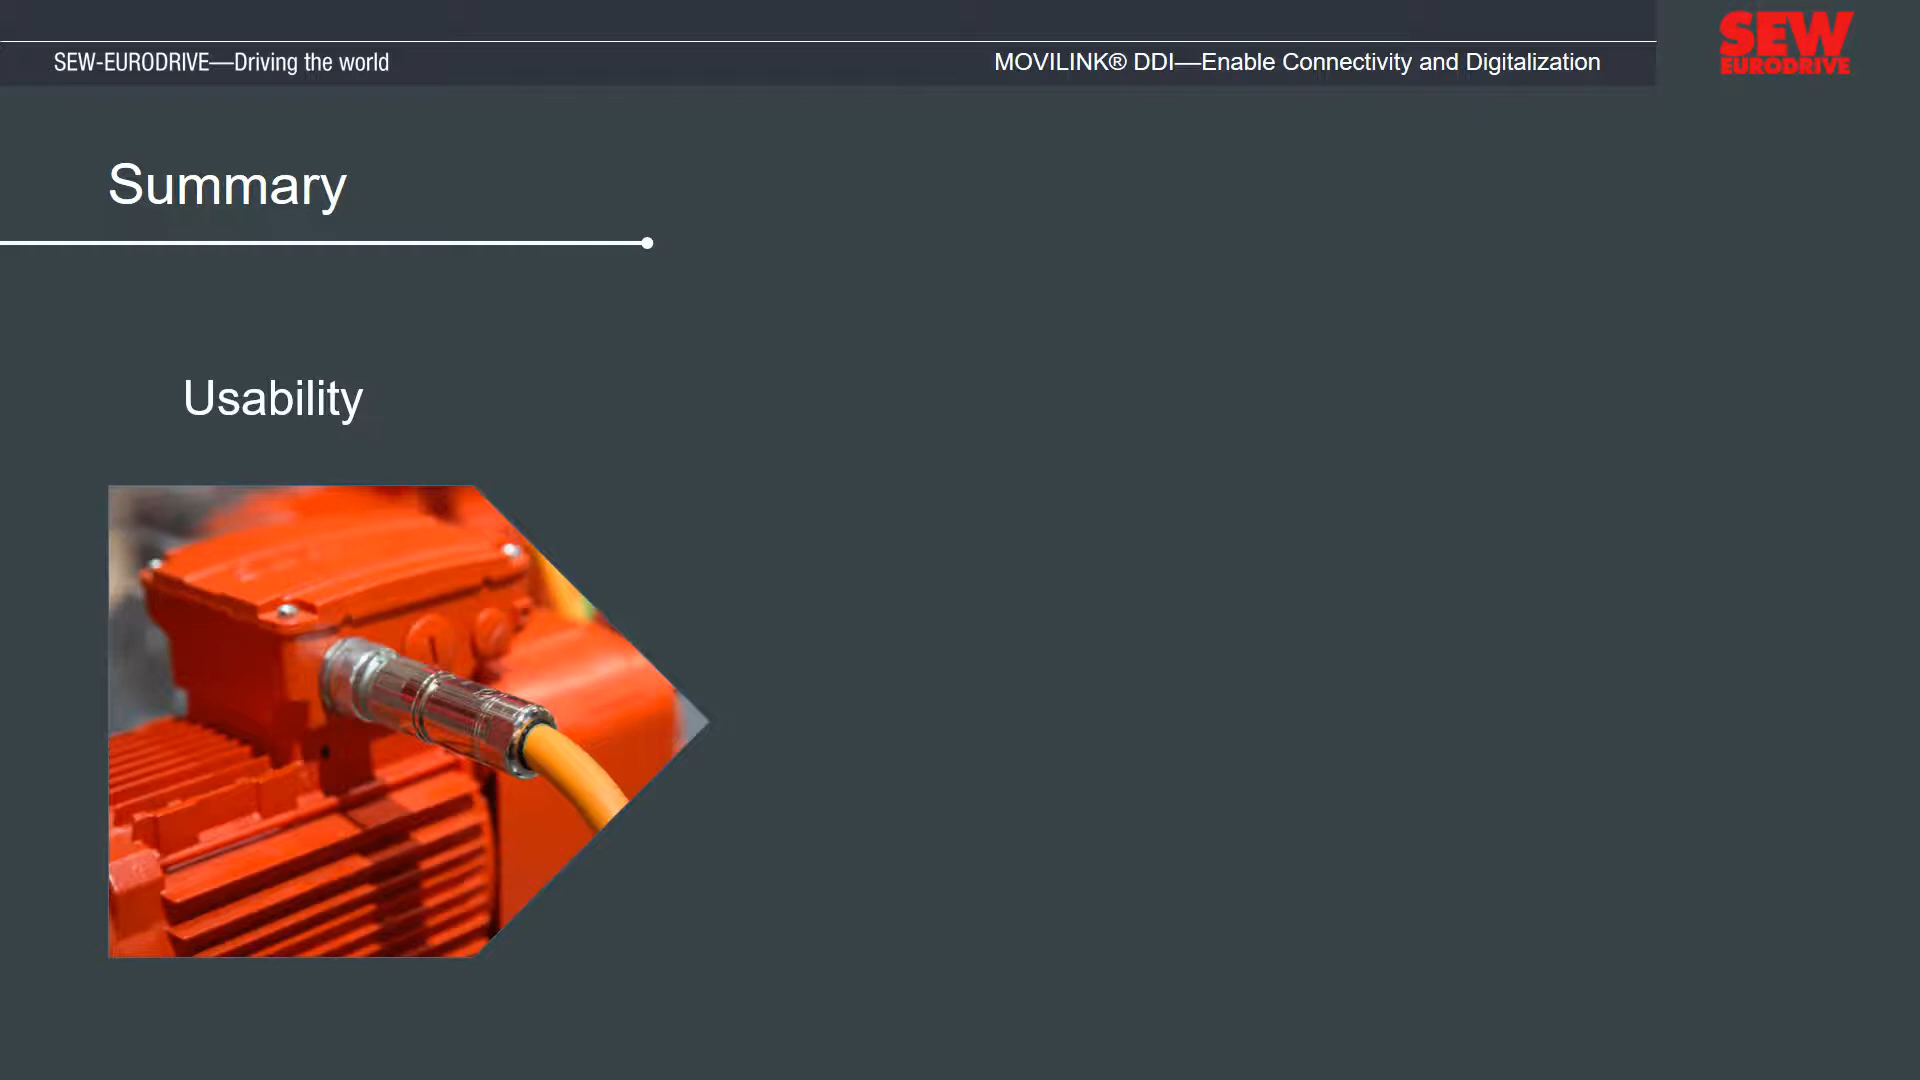 SEW-EURODRIVE—Driving the world
MOVILINK® DDI—Enable Connectivity and Digitalization
SEW
EURODRIVE
Summary
Usability